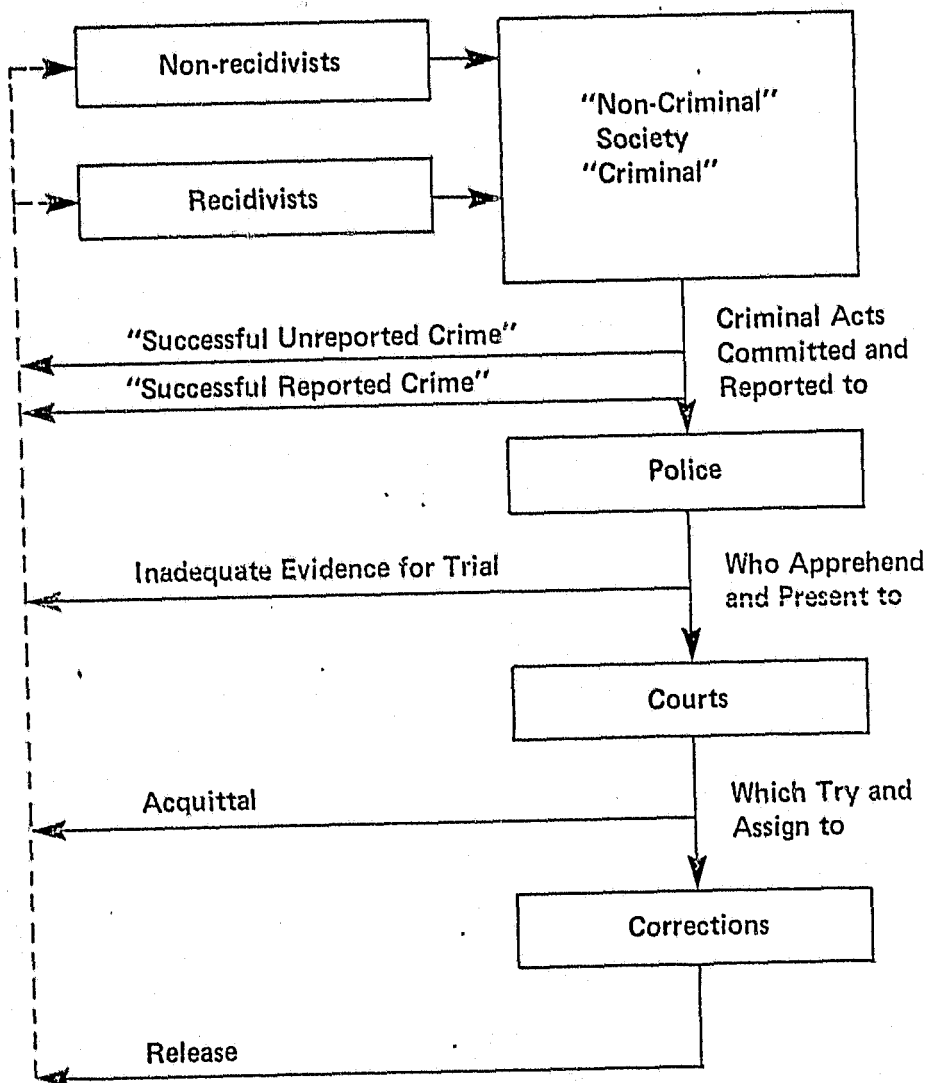 Non-recidivists
"Non-Criminal"
Society
"Criminal"
Recidivists
"Successful Unreported Crime"
"Successful Reported Crime"
Criminal Acts
Committed and
Reported to
Police
Inadequate Evidence for Trial
Who Apprehend
and Present to
Courts
Acquittal
Which Try and
Assign to
Corrections
Release